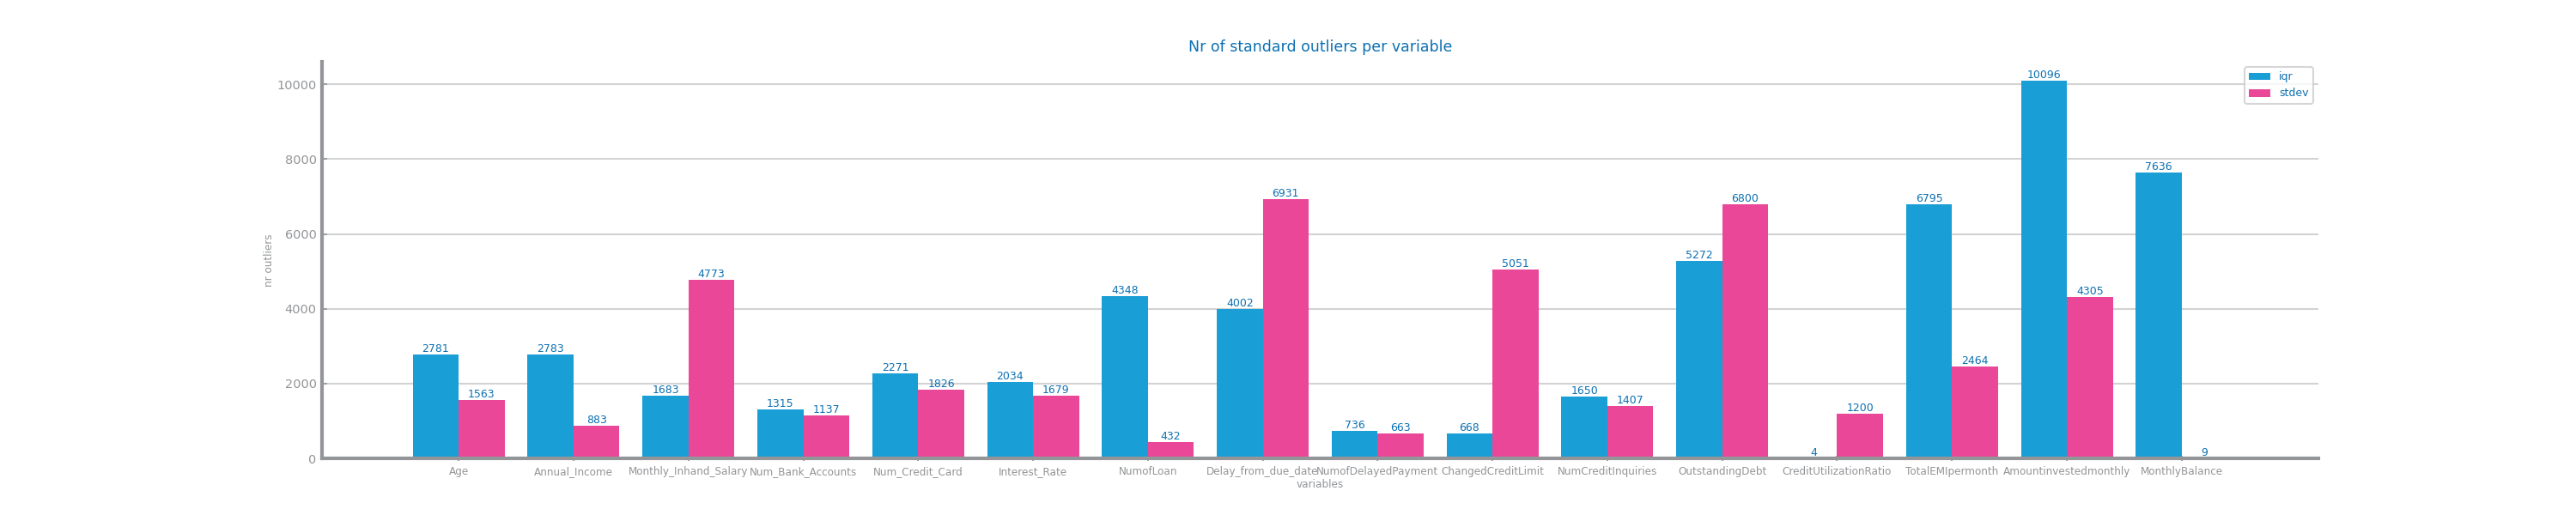 Nr of standard outliers per variable
iqr
stdev
nr outliers
10000
8000
6000
4000
2000
0
2781 1563 2783 883 1683 4773 1315 1137 2271 1826 2034 1679 4348 432 4002 6931 736 663 668 5051 1650 1407 5272 6800 4 1200 6795 2464 10096 4305 7636 9
Age Annual_Income Monthly_Inhand_Salary Num_Bank_Accounts Num_Credit_Card Interest_Rate NumofLoan Delay_from_due_date NumofDelayedPayment ChangedCreditLimit NumCreditInquiries OutstandingDebt CreditUtilizationRatio TotalEMIpermonth Amountinvestedmonthly MonthlyBalance
variables